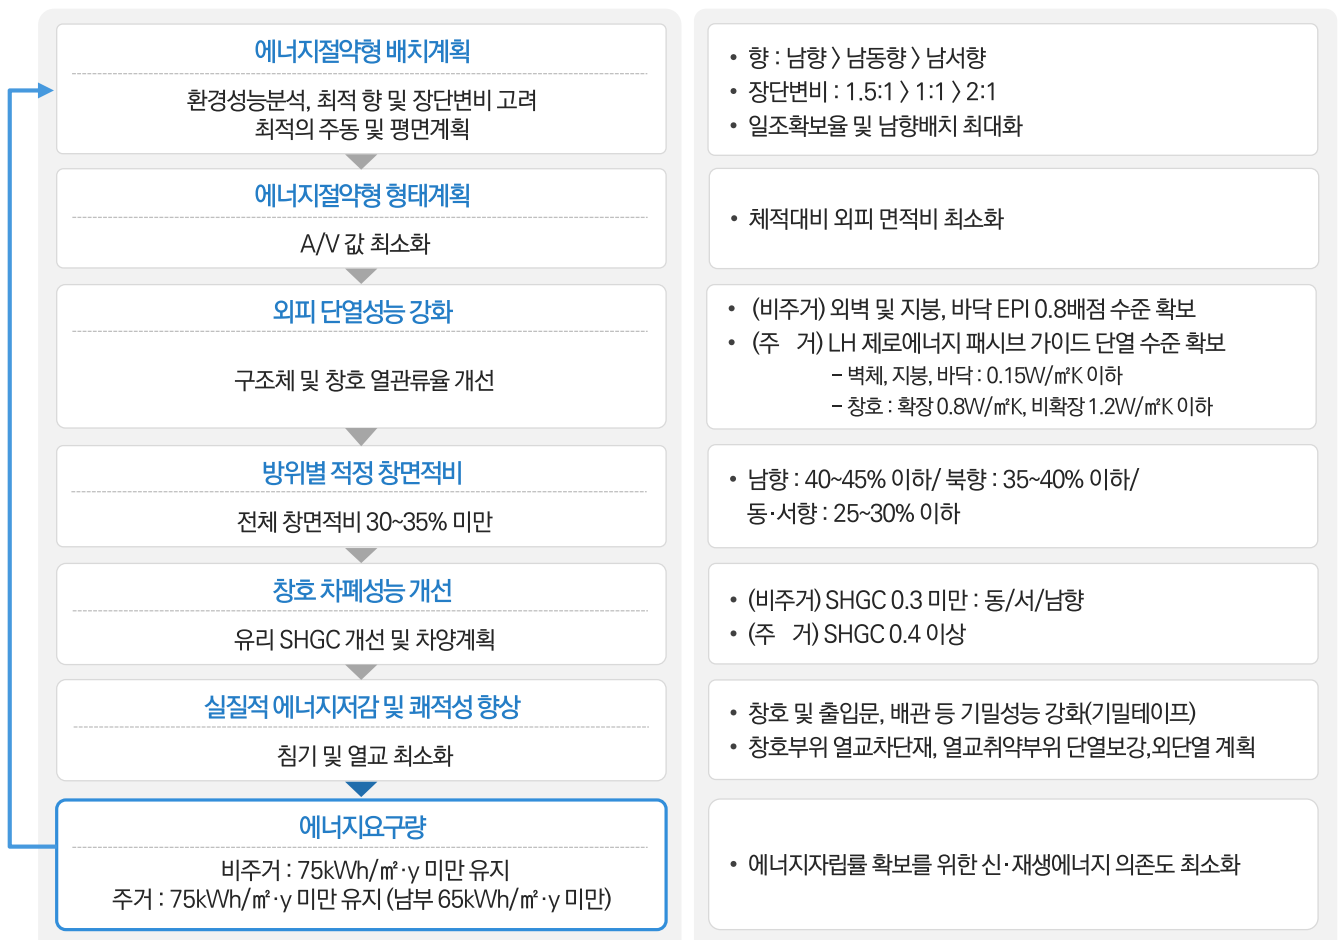 에너지절약형 배치계획
환경성능분석, 최적 향 및 장단변비 고려
최적의 주동 및 평면계획
• 향 : 남향 〉 남동향 〉 남서향
• 장단변비 : 1.5:1 〉 1:1 〉 2:1
• 일조확보율 및 남향배치 최대화
에너지절약형 형태계획
A/V 값 최소화
• 체적대비 외피 면적비 최소화
외피 단열성능 강화
구조체 및 창호 열관류율 개선
• (비주거) 외벽 및 지붕, 바닥 EPI 0.8배점 수준 확보
• (주 거) LH 제로에너지 패시브 가이드 단열 수준 확보
– 벽체, 지붕, 바닥 : 0.15W/㎡K 이하
– 창호 : 확장 0.8W/㎡K, 비확장 1.2W/㎡K 이하
방위별 적정 창면적비
전체 창면적비 30~35% 미만
• 남향 : 40~45% 이하/ 북향 : 35~40% 이하/
동·서향 : 25~30% 이하
창호 차폐성능 개선
유리 SHGC 개선 및 차양계획
• (비주거) SHGC 0.3 미만 : 동/서/남향
• (주 거) SHGC 0.4 이상
실질적 에너지저감 및 쾌적성 향상
침기 및 열교 최소화
• 창호 및 출입문, 배관 등 기밀성능 강화(기밀테이프)
• 창호부위 열교차단재, 열교취약부위 단열보강,외단열 계획
에너지요구량
비주거 : 75kWh/㎡·y 미만 유지
주거 : 75kWh/㎡·y 미만 유지 (남부 65kWh/㎡·y 미만)
• 에너지자립률 확보를 위한 신·재생에너지 의존도 최소화